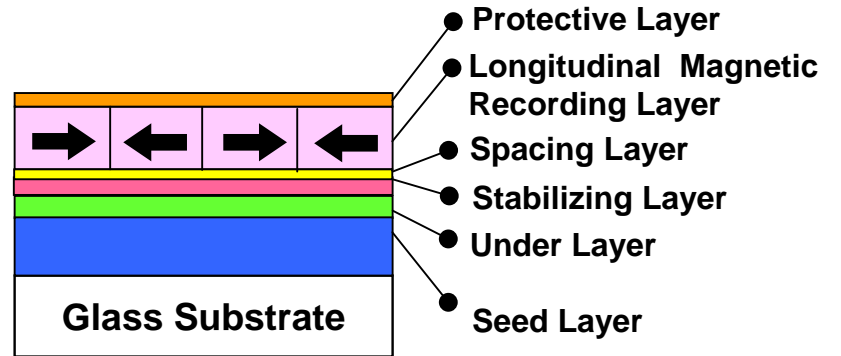 Protective Layer
Longitudinal Magnetic
Recording Layer
Spacing Layer
Stabilizing Layer
Under Layer
Seed Layer
Glass Substrate